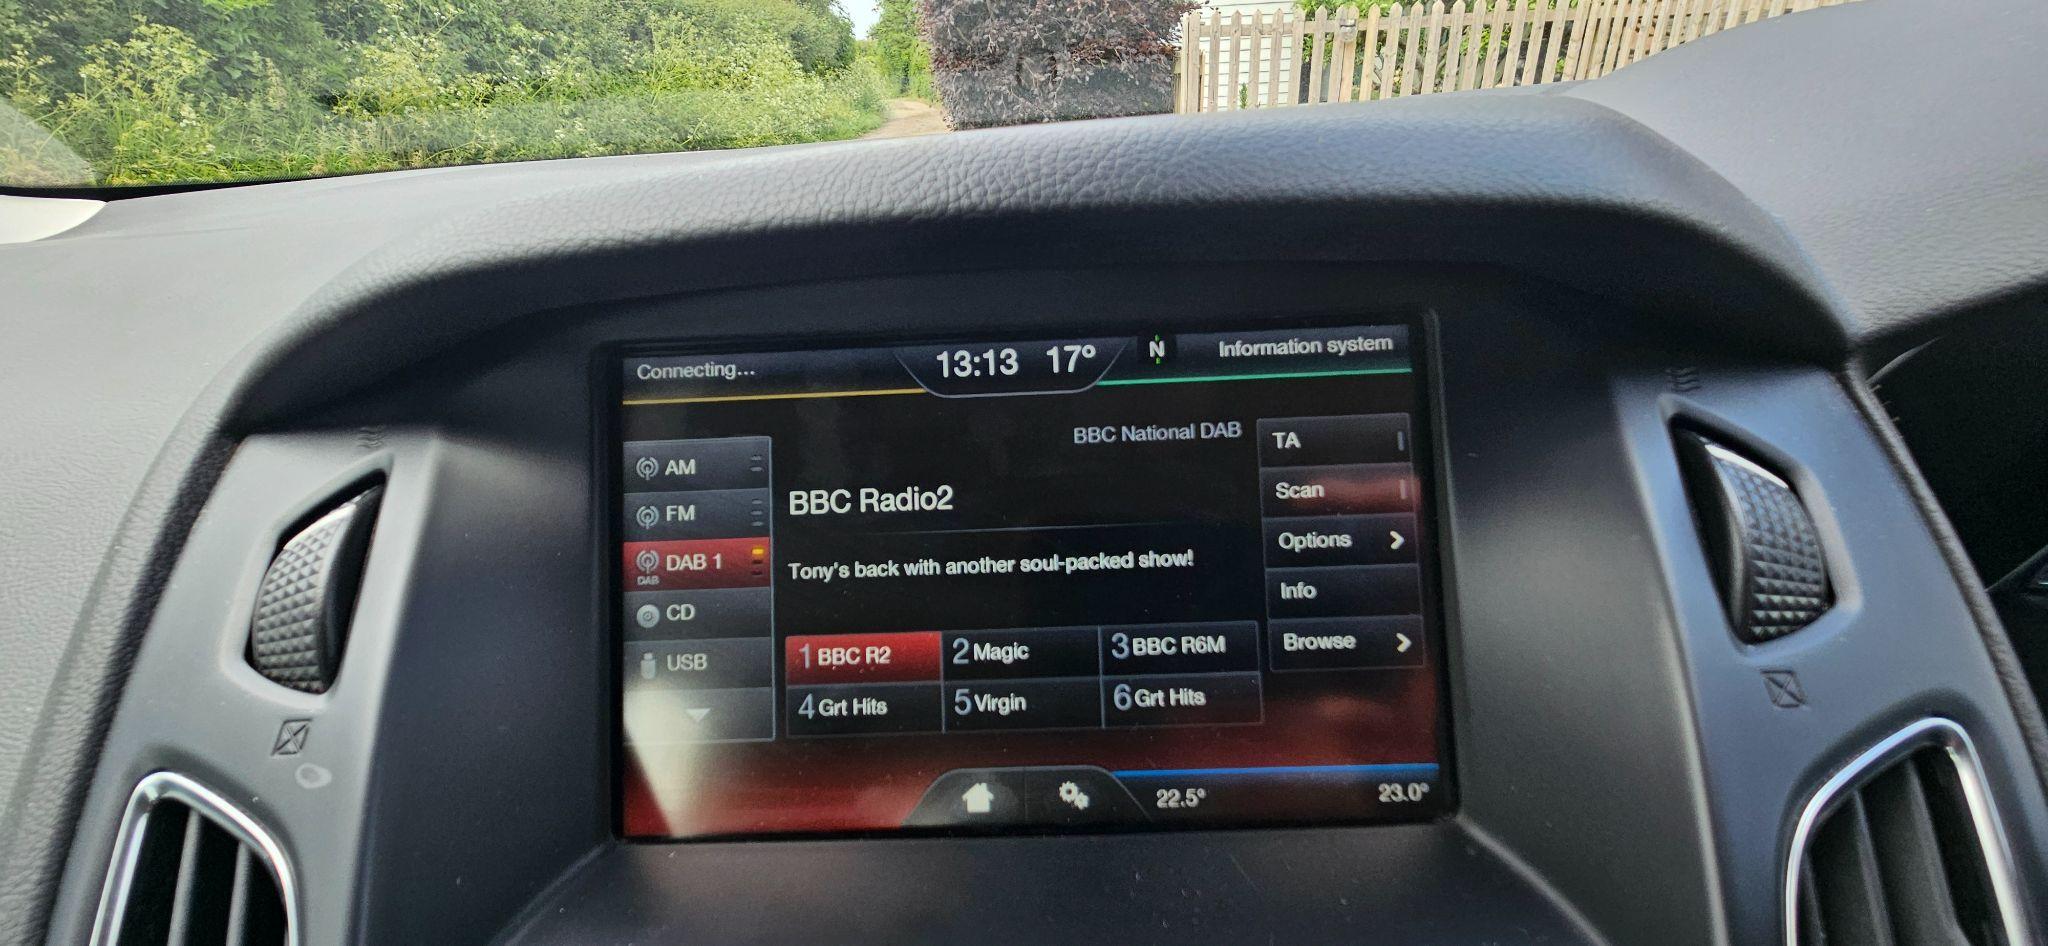 Connecting...
13:13 17°
N
Information system
BBC National DAB
AM
FM
DAB 1
DAB
CD
USB
BBC Radio2
Tony's back with another soul-packed show!
1 BBC R2
2 Magic
3 BBC R6M
4 Grt Hits
5 Virgin
6 Grt Hits
TA
Scan
Options
Info
Browse
22.5°
23.0°